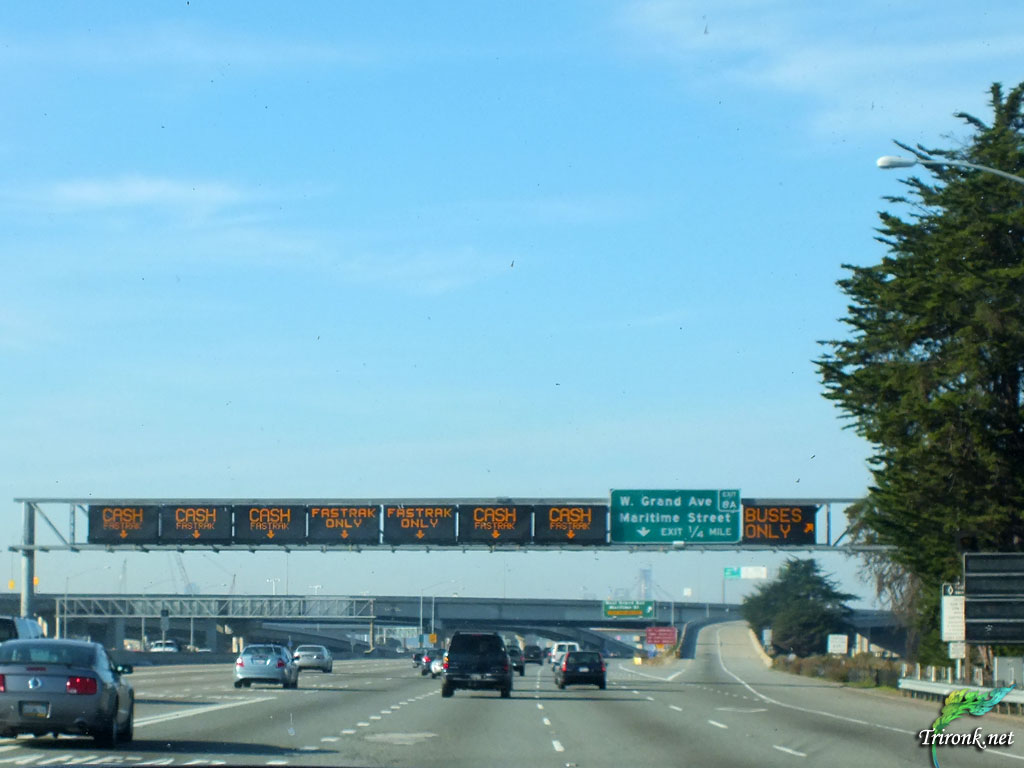 CASH
FASTRAK
CASH
FASTRAK
CASH
FASTRAK
FASTRAK
ONLY
FASTRAK
ONLY
CASH
FASTRAK
CASH
FASTRAK
W. Grand Ave
Maritime Street
EXIT 1/4 MILE
EXIT
8A
BUSES
ONLY
Trironk.net